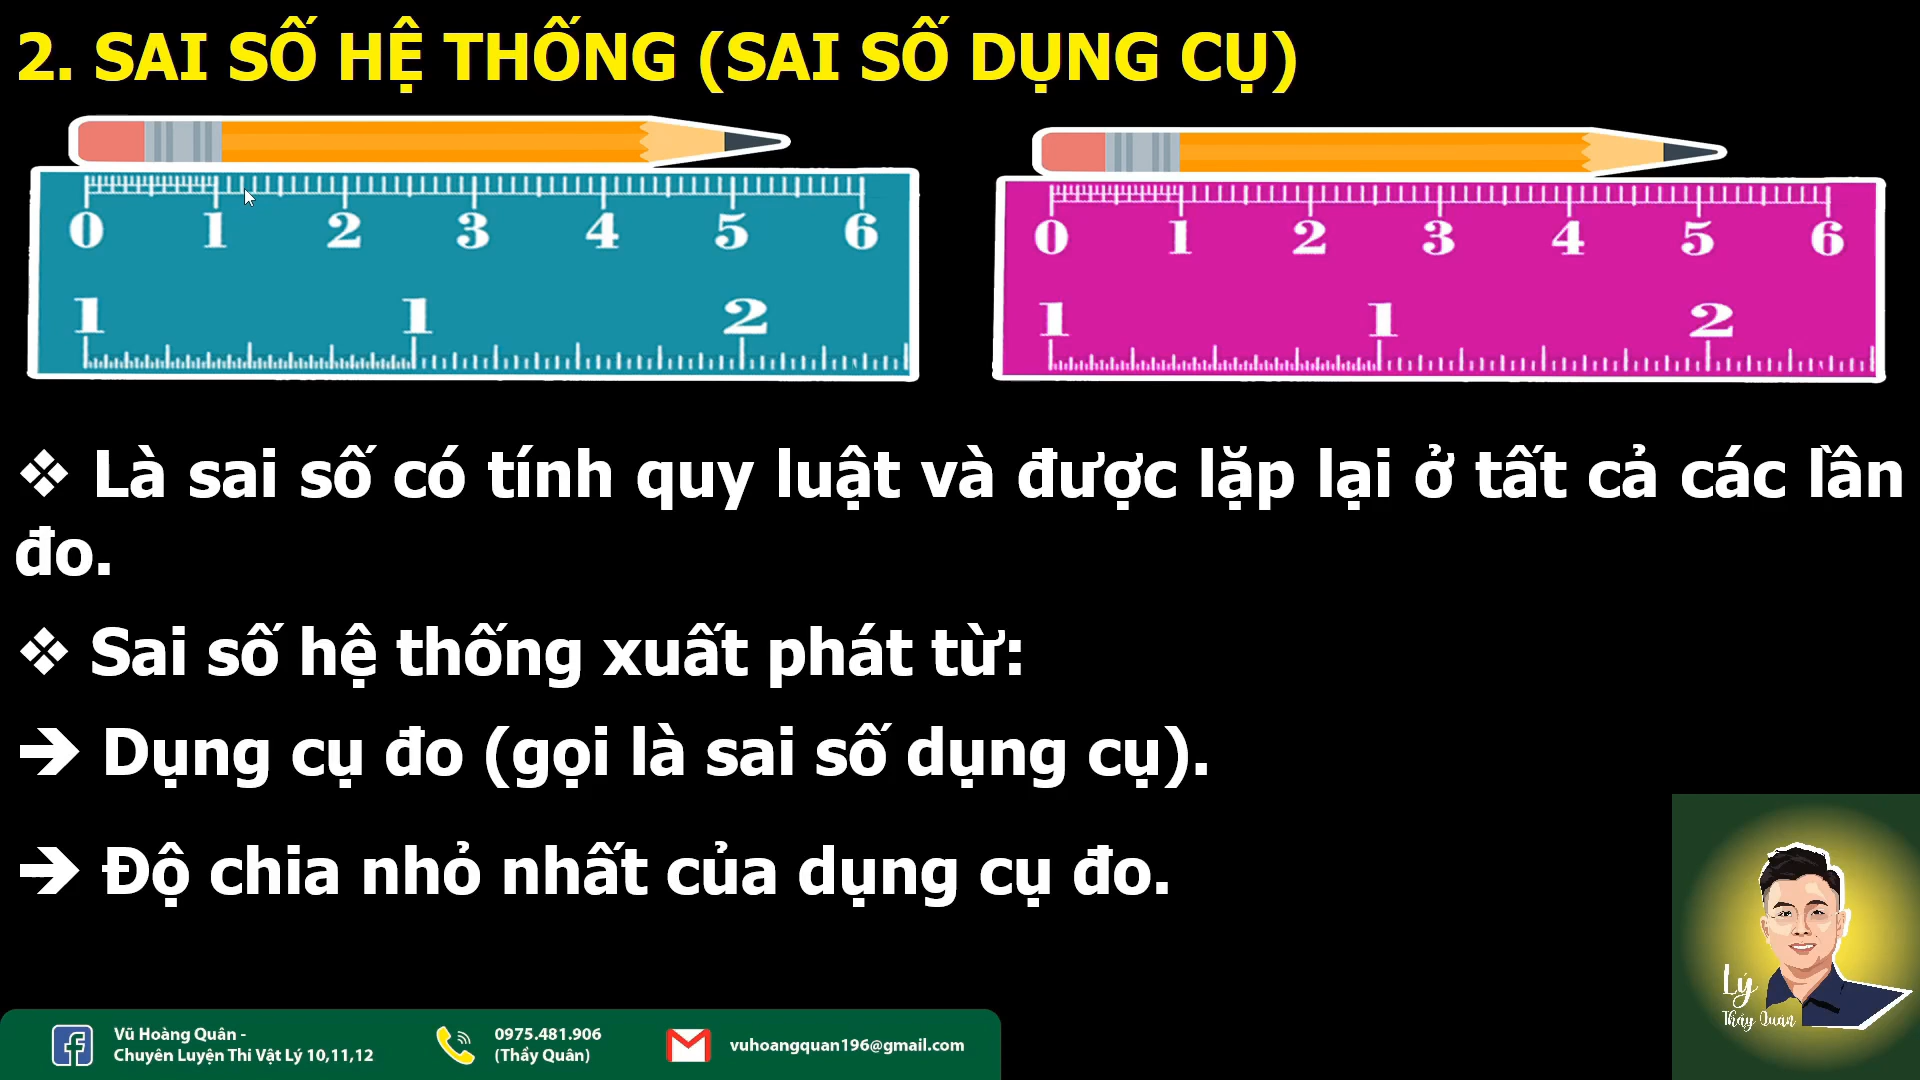 2. SAI SỐ HỆ THỐNG (SAI SỐ DỤNG CỤ)
0 1 2 3 4 5 6
1 1 2
0 1 2 3 4 5 6
1 1 2
❖ Là sai số có tính quy luật và được lặp lại ở tất cả các lần
đo.
❖ Sai số hệ thống xuất phát từ:
➔ Dụng cụ đo (gọi là sai số dụng cụ).
➔ Độ chia nhỏ nhất của dụng cụ đo.
Lý
Thầy Quân
Vũ Hoàng Quân -
Chuyên Luyện Thi Vật Lý 10,11,12
0975.481.906
(Thầy Quân)
vuhoangquan196@gmail.com